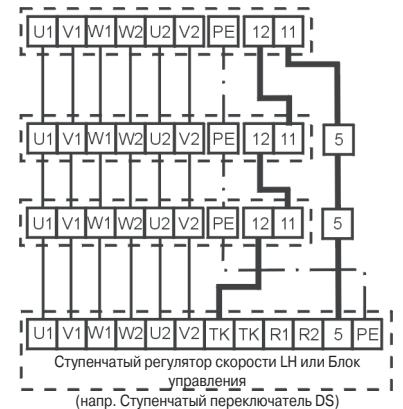 U1 V1 W1 W2 U2 V2 PE 12 11
U1 V1 W1 W2 U2 V2 PE 12 11 5
U1 V1 W1 W2 U2 V2 PE 12 11 5
U1 V1 W1 W2 U2 V2 TK TK R1 R2 5 PE
Ступенчатый регулятор скорости LH или Блок
управления
(напр. Ступенчатый переключатель DS)